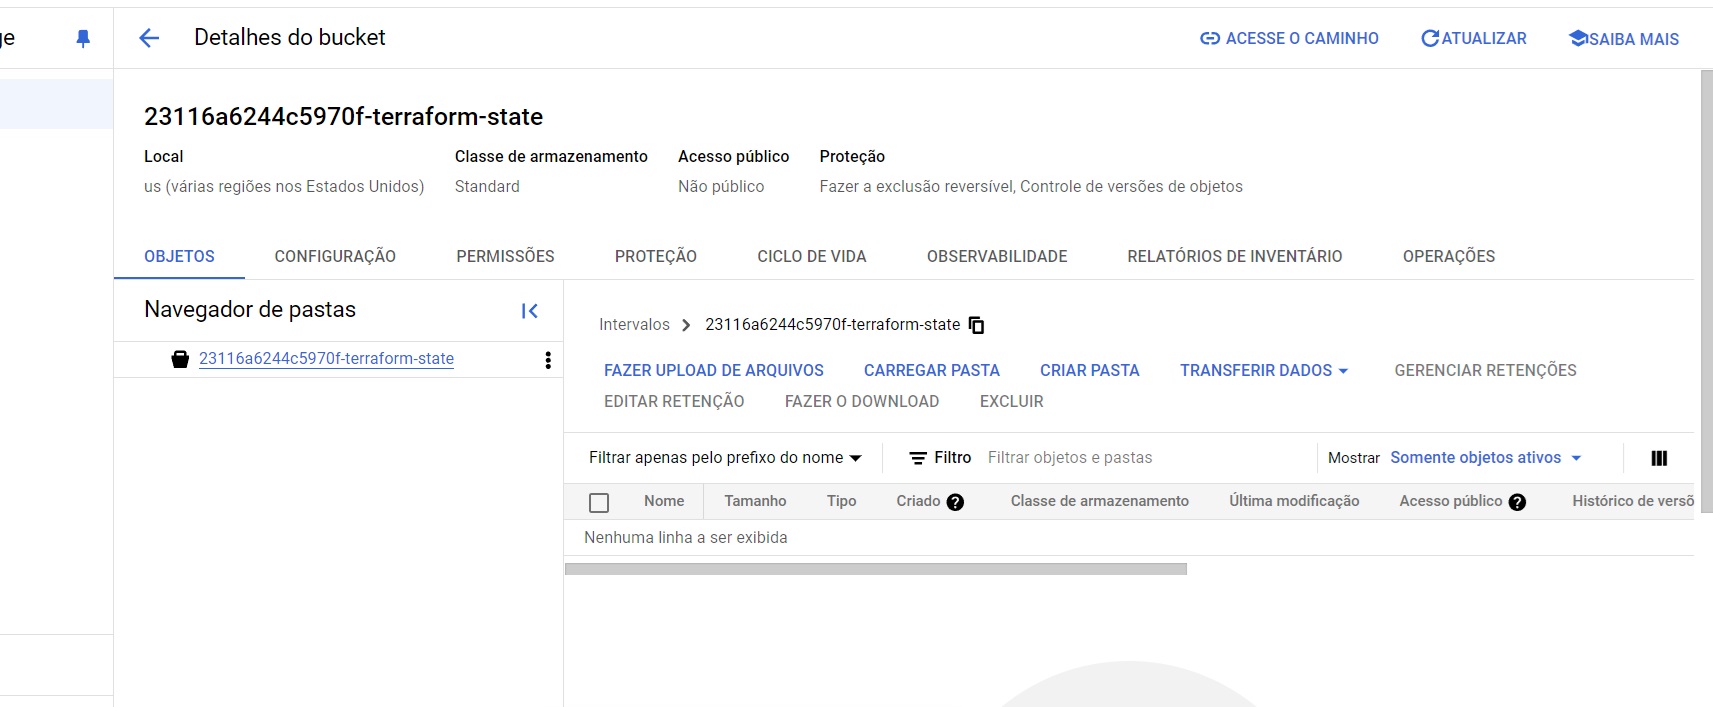 ge
Detalhes do bucket
ACESSE O CAMINHO
ATUALIZAR
SAIBA MAIS
23116a6244c5970f-terraform-state
Local
Classe de armazenamento
Acesso público
Proteção
us (várias regiões nos Estados Unidos)
Standard
Não público
Fazer a exclusão reversível, Controle de versões de objetos
OBJETOS
CONFIGURAÇÃO
PERMISSÕES
PROTEÇÃO
CICLO DE VIDA
OBSERVABILIDADE
RELATÓRIOS DE INVENTÁRIO
OPERAÇÕES
Navegador de pastas
23116a6244c5970f-terraform-state
Intervalos
23116a6244c5970f-terraform-state
FAZER UPLOAD DE ARQUIVOS
CARREGAR PASTA
CRIAR PASTA
TRANSFERIR DADOS
GERENCIAR RETENÇÕES
EDITAR RETENÇÃO
FAZER O DOWNLOAD
EXCLUIR
Filtrar apenas pelo prefixo do nome
Filtro
Filtrar objetos e pastas
Mostrar
Somente objetos ativos
Nome
Tamanho
Tipo
Criado
Classe de armazenamento
Última modificação
Acesso público
Histórico de versõ
Nenhuma linha a ser exibida